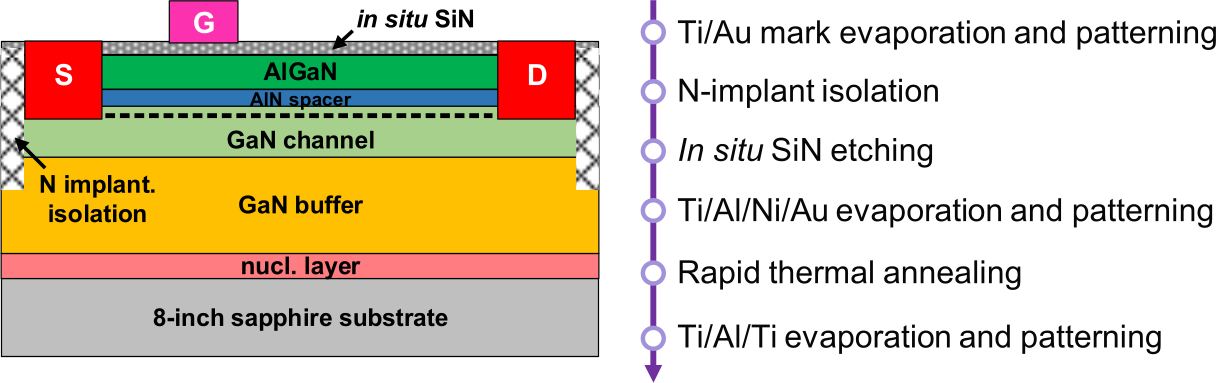 G
in situ SiN
S
AlGaN
D
AlN spacer
GaN channel
N implant.
isolation
GaN buffer
nucl. layer
8-inch sapphire substrate
Ti/Au mark evaporation and patterning
N-implant isolation
In situ SiN etching
Ti/Al/Ni/Au evaporation and patterning
Rapid thermal annealing
Ti/Al/Ti evaporation and patterning